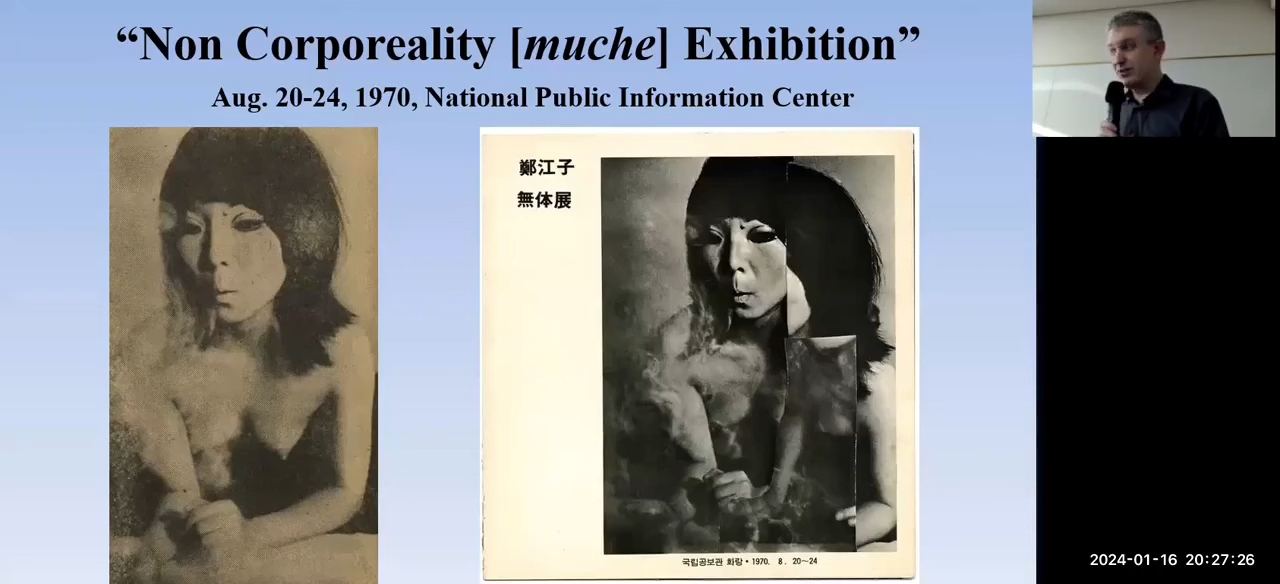 “Non Corporeality [muche] Exhibition”
Aug. 20-24, 1970, National Public Information Center
鄭江子
無体展
국립공보관 화랑 • 1970. 8. 20~24
2024-01-16 20:27:26